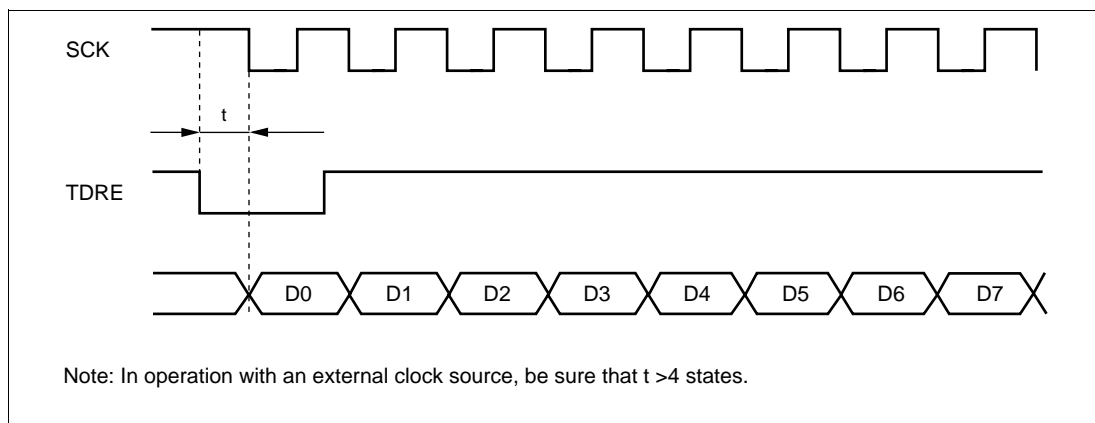 SCK
t
TDRE
D0 D1 D2 D3 D4 D5 D6 D7
Note: In operation with an external clock source, be sure that t >4 states.